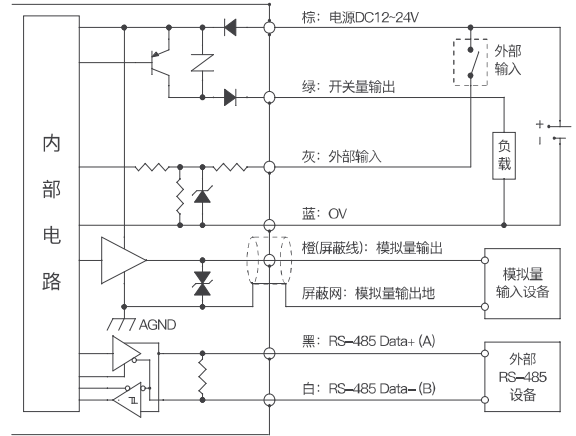 棕：电源DC12~24V
外部
输入
绿：开关量输出
+
内
部
电
路
负
载
灰：外部输入
蓝：OV
橙(屏蔽线)：模拟量输出
模拟量
输入设备
屏蔽网：模拟量输出地
AGND
黑：RS-485 Data+(A)
外部
RS-485
设备
白：RS-485 Data-(B)